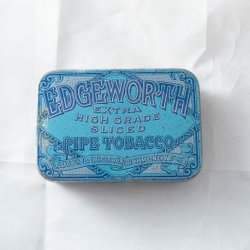 EDGEWORTH
EXTRA
HIGH GRADE
SLICED
PIPE TOBACCO